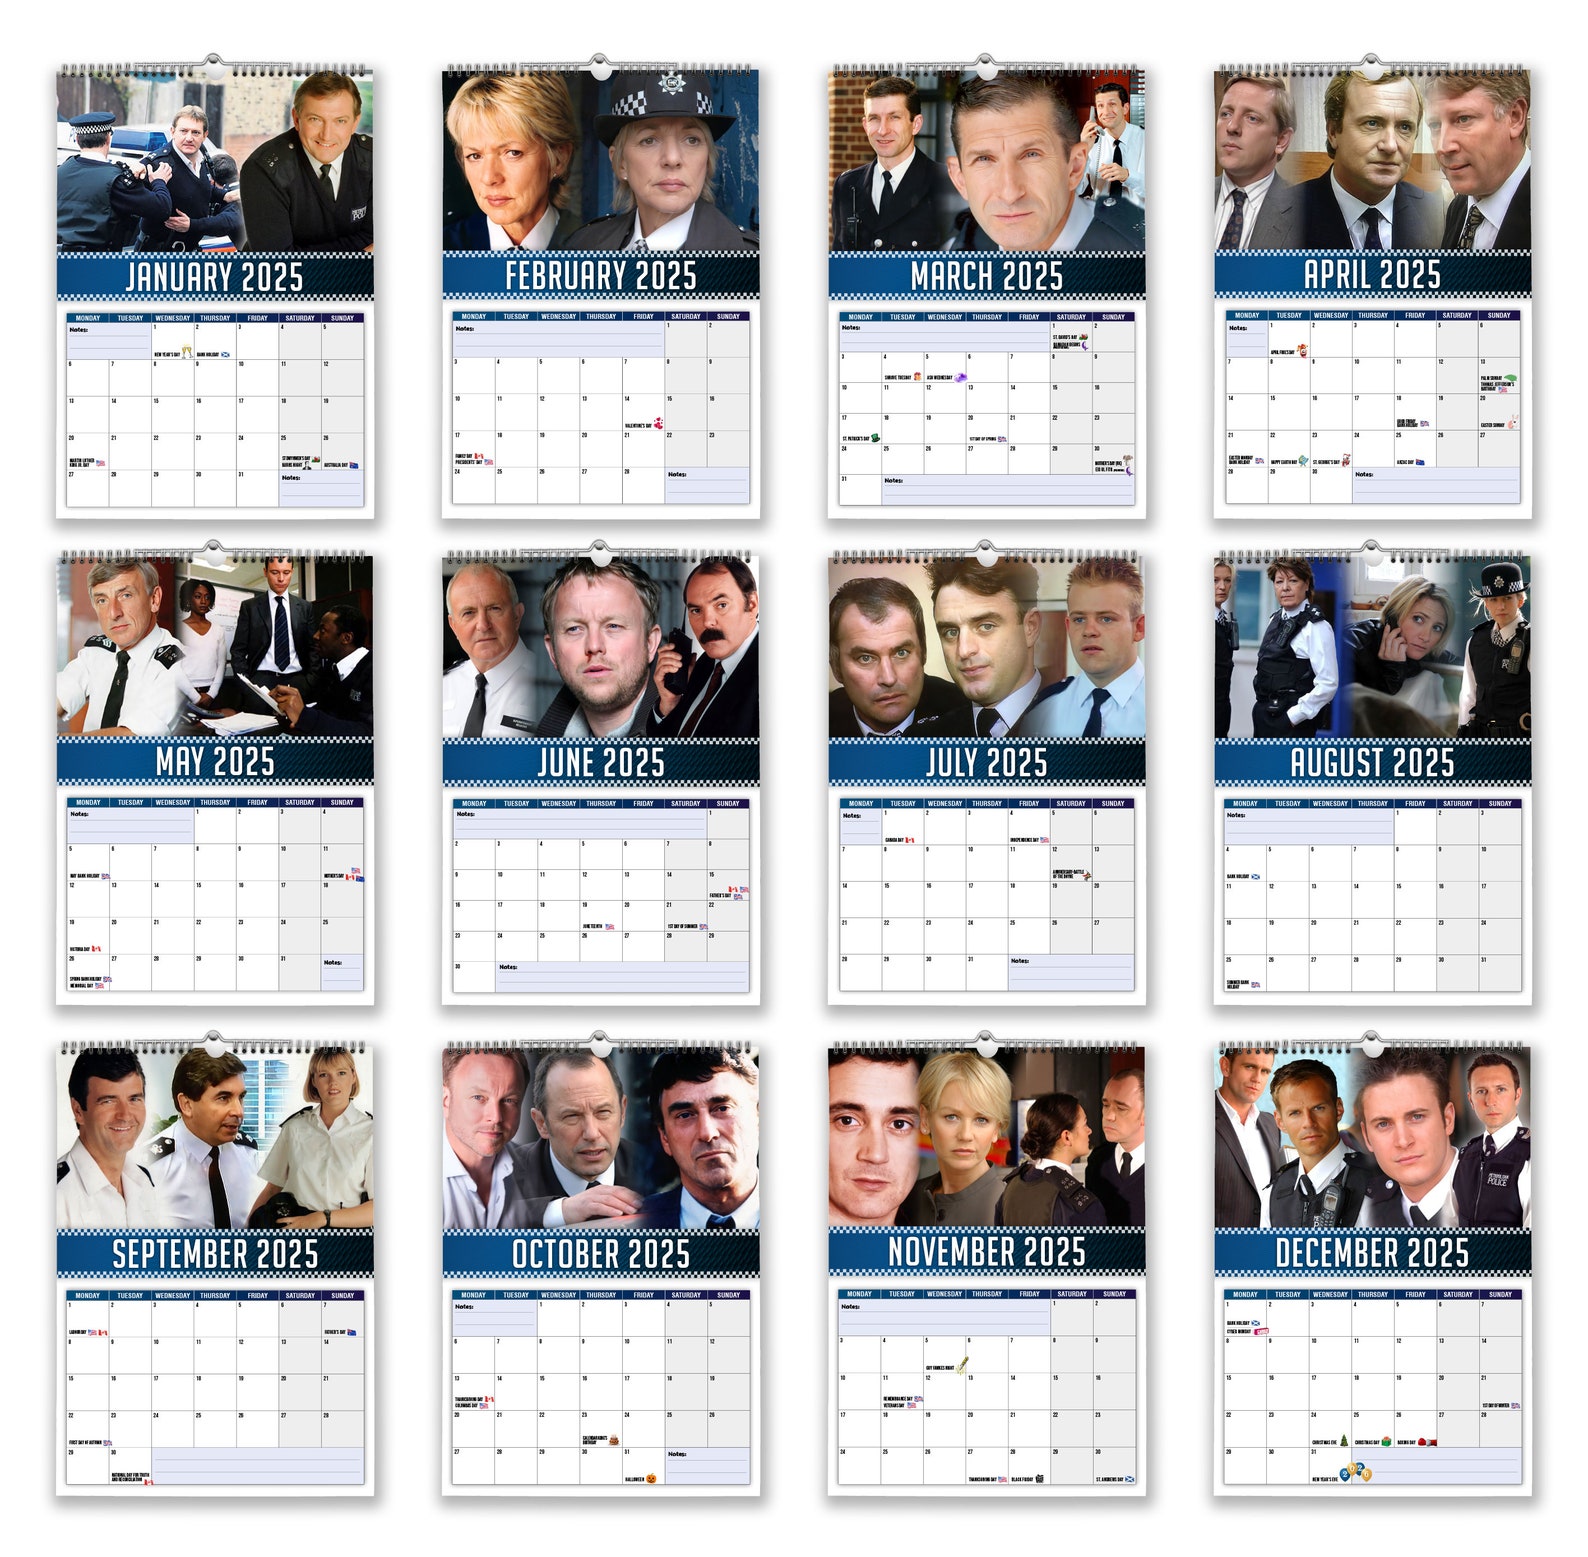 JANUARY 2025
MONDAY TUESDAY WEDNESDAY THURSDAY FRIDAY SATURDAY SUNDAY
Notes: 1 2 3 4 5
NEW YEAR'S DAY BANK HOLIDAY
6 7 8 9 10 11 12
13 14 15 16 17 18 19
20 21 22 23 24 25 26
MARTIN LUTHER
KING JR. DAY BURNS NIGHT AUSTRALIA DAY
27 28 29 30 31 Notes:
FEBRUARY 2025
MONDAY TUESDAY WEDNESDAY THURSDAY FRIDAY SATURDAY SUNDAY
Notes: 1 2
3 4 5 6 7 8 9
10 11 12 13 14 15 16
VALENTINE'S DAY
17 18 19 20 21 22 23
FAMILY DAY
PRESIDENTS' DAY
24 25 26 27 28 Notes:
MARCH 2025
MONDAY TUESDAY WEDNESDAY THURSDAY FRIDAY SATURDAY SUNDAY
Notes: 1 2
ST. DAVID'S DAY
RAMADAN BEGINS
3 4 5 6 7 8 9
SHROVE TUESDAY ASH WEDNESDAY
10 11 12 13 14 15 16
17 18 19 20 21 22 23
ST. PATRICK'S DAY 1ST DAY OF SPRING
24 25 26 27 28 29 30
MOTHER'S DAY (UK)
EID AL FITR
31 Notes:
APRIL 2025
MONDAY TUESDAY WEDNESDAY THURSDAY FRIDAY SATURDAY SUNDAY
Notes: 1 2 3 4 5 6
APRIL FOOL'S DAY
7 8 9 10 11 12 13
PALM SUNDAY
THOMAS JEFFERSON'S
BIRTHDAY
14 15 16 17 18 19 20
GOOD FRIDAY
BANK HOLIDAY EASTER SUNDAY
21 22 23 24 25 26 27
EASTER MONDAY
BANK HOLIDAY HAPPY EARTH DAY ST. GEORGE'S DAY ANZAC DAY
28 29 30 Notes:
MAY 2025
MONDAY TUESDAY WEDNESDAY THURSDAY FRIDAY SATURDAY SUNDAY
Notes: 1 2 3 4
5 6 7 8 9 10 11
MAY BANK HOLIDAY MOTHER'S DAY
12 13 14 15 16 17 18
19 20 21 22 23 24 25
VICTORIA DAY
26 27 28 29 30 31 Notes:
SPRING BANK HOLIDAY
MEMORIAL DAY
JUNE 2025
MONDAY TUESDAY WEDNESDAY THURSDAY FRIDAY SATURDAY SUNDAY
Notes: 1
2 3 4 5 6 7 8
9 10 11 12 13 14 15
FATHER'S DAY
16 17 18 19 20 21 22
JUNETEENTH 1ST DAY OF SUMMER
23 24 25 26 27 28 29
30 Notes:
JULY 2025
MONDAY TUESDAY WEDNESDAY THURSDAY FRIDAY SATURDAY SUNDAY
Notes: 1 2 3 4 5 6
CANADA DAY INDEPENDENCE DAY
7 8 9 10 11 12 13
ANNIVERSARY-BATTLE
OF THE BOYNE
14 15 16 17 18 19 20
21 22 23 24 25 26 27
28 29 30 31 Notes:
AUGUST 2025
MONDAY TUESDAY WEDNESDAY THURSDAY FRIDAY SATURDAY SUNDAY
Notes: 1 2 3
4 5 6 7 8 9 10
BANK HOLIDAY
11 12 13 14 15 16 17
18 19 20 21 22 23 24
25 26 27 28 29 30 31
SUMMER BANK
HOLIDAY
SEPTEMBER 2025
MONDAY TUESDAY WEDNESDAY THURSDAY FRIDAY SATURDAY SUNDAY
1 2 3 4 5 6 7
LABOR DAY FATHER'S DAY
8 9 10 11 12 13 14
15 16 17 18 19 20 21
22 23 24 25 26 27 28
FIRST DAY OF AUTUMN
29 30
NATIONAL DAY FOR TRUTH
AND RECONCILIATION
OCTOBER 2025
MONDAY TUESDAY WEDNESDAY THURSDAY FRIDAY SATURDAY SUNDAY
Notes: 1 2 3 4 5
6 7 8 9 10 11 12
13 14 15 16 17 18 19
THANKSGIVING DAY
COLUMBUS DAY
20 21 22 23 24 25 26
BIRTHDAY
27 28 29 30 31 Notes:
HALLOWEEN
NOVEMBER 2025
MONDAY TUESDAY WEDNESDAY THURSDAY FRIDAY SATURDAY SUNDAY
Notes: 1 2
3 4 5 6 7 8 9
GUY FAWKES NIGHT
10 11 12 13 14 15 16
REMEMBRANCE DAY
VETERANS DAY
17 18 19 20 21 22 23
24 25 26 27 28 29 30
THANKSGIVING DAY BLACK FRIDAY ST. ANDREWS DAY
METROPOLITAN
POLICE
DECEMBER 2025
MONDAY TUESDAY WEDNESDAY THURSDAY FRIDAY SATURDAY SUNDAY
1 2 3 4 5 6 7
BANK HOLIDAY
CYBER MONDAY
8 9 10 11 12 13 14
15 16 17 18 19 20 21
1ST DAY OF WINTER
22 23 24 25 26 27 28
CHRISTMAS EVE CHRISTMAS DAY BOXING DAY
29 30 31
NEW YEAR'S EVE 2026